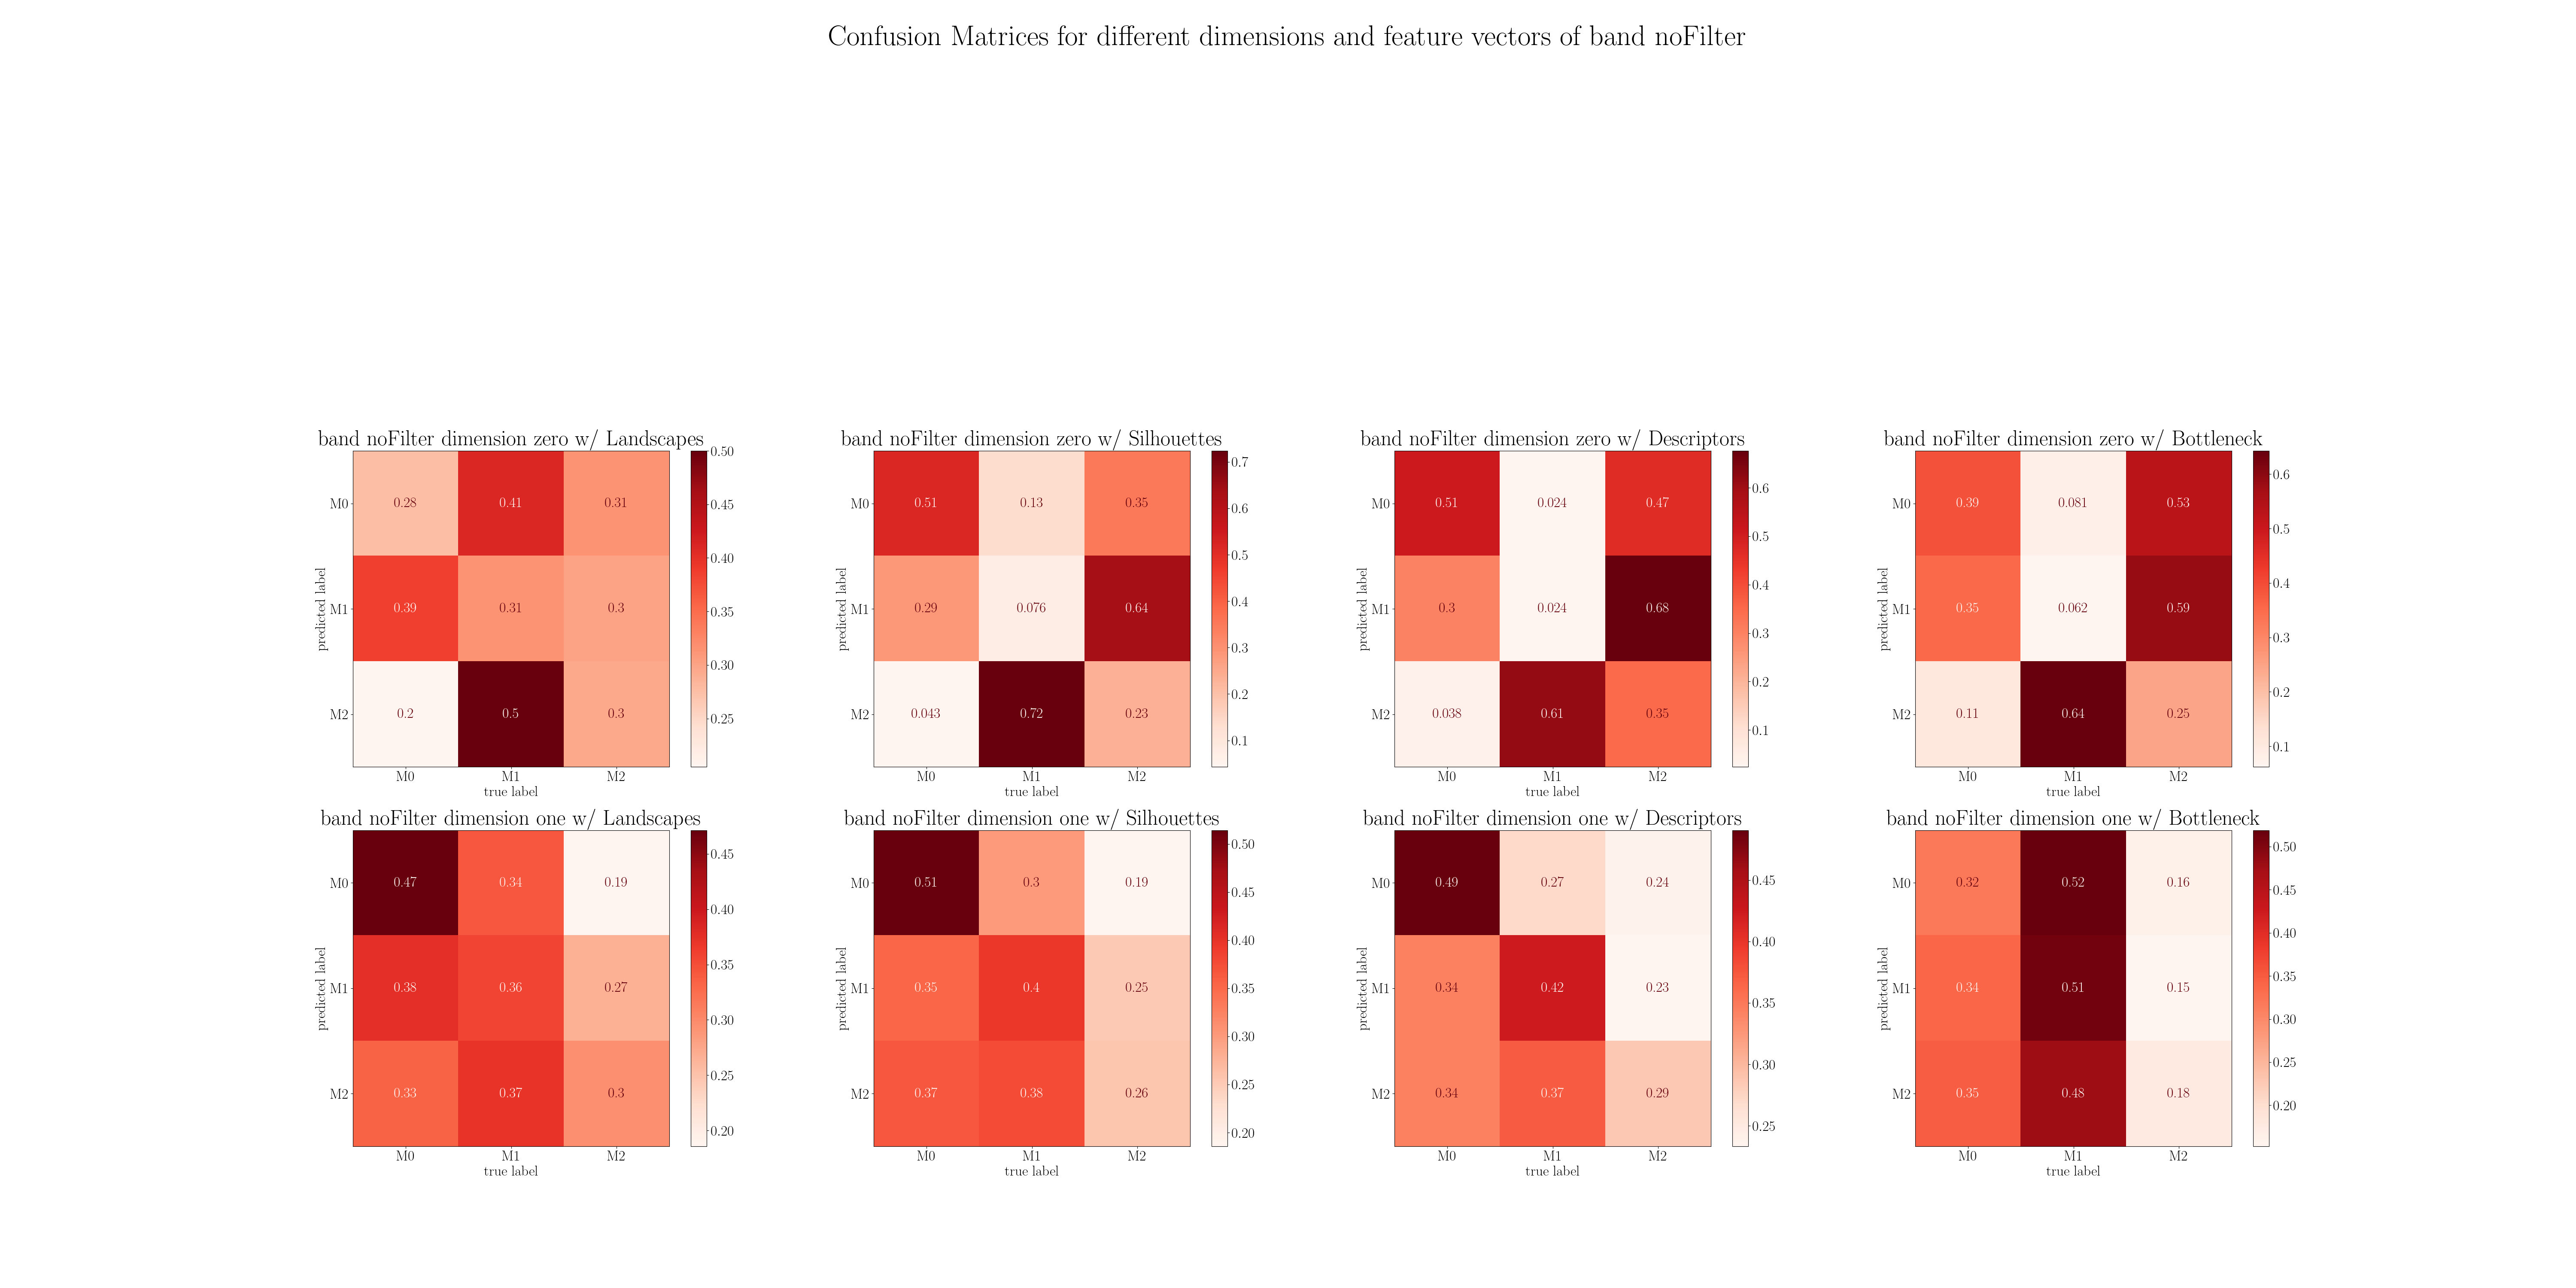 Confusion Matrices for different dimensions and feature vectors of band noFilter
band noFilter dimension zero w/ Landscapes
predicted label
M0 0.28 0.41 0.31
M1 0.39 0.31 0.3
M2 0.2 0.5 0.3
M0 M1 M2
true label
0.50
0.45
0.40
0.35
0.30
0.25
band noFilter dimension zero w/ Silhouettes
predicted label
M0 0.51 0.13 0.35
M1 0.29 0.076 0.64
M2 0.043 0.72 0.23
M0 M1 M2
true label
0.7
0.6
0.5
0.4
0.3
0.2
0.1
band noFilter dimension zero w/ Descriptors
predicted label
M0 0.51 0.024 0.47
M1 0.3 0.024 0.68
M2 0.038 0.61 0.35
M0 M1 M2
true label
0.6
0.5
0.4
0.3
0.2
0.1
band noFilter dimension zero w/ Bottleneck
predicted label
M0 0.39 0.081 0.53
M1 0.35 0.062 0.59
M2 0.11 0.64 0.25
M0 M1 M2
true label
0.6
0.5
0.4
0.3
0.2
0.1
band noFilter dimension one w/ Landscapes
predicted label
M0 0.47 0.34 0.19
M1 0.38 0.36 0.27
M2 0.33 0.37 0.3
M0 M1 M2
true label
0.45
0.40
0.35
0.30
0.25
0.20
band noFilter dimension one w/ Silhouettes
predicted label
M0 0.51 0.3 0.19
M1 0.35 0.4 0.25
M2 0.37 0.38 0.26
M0 M1 M2
true label
0.50
0.45
0.40
0.35
0.30
0.25
0.20
band noFilter dimension one w/ Descriptors
predicted label
M0 0.49 0.27 0.24
M1 0.34 0.42 0.23
M2 0.34 0.37 0.29
M0 M1 M2
true label
0.45
0.40
0.35
0.30
0.25
band noFilter dimension one w/ Bottleneck
predicted label
M0 0.32 0.52 0.16
M1 0.34 0.51 0.15
M2 0.35 0.48 0.18
M0 M1 M2
true label
0.50
0.45
0.40
0.35
0.30
0.25
0.20